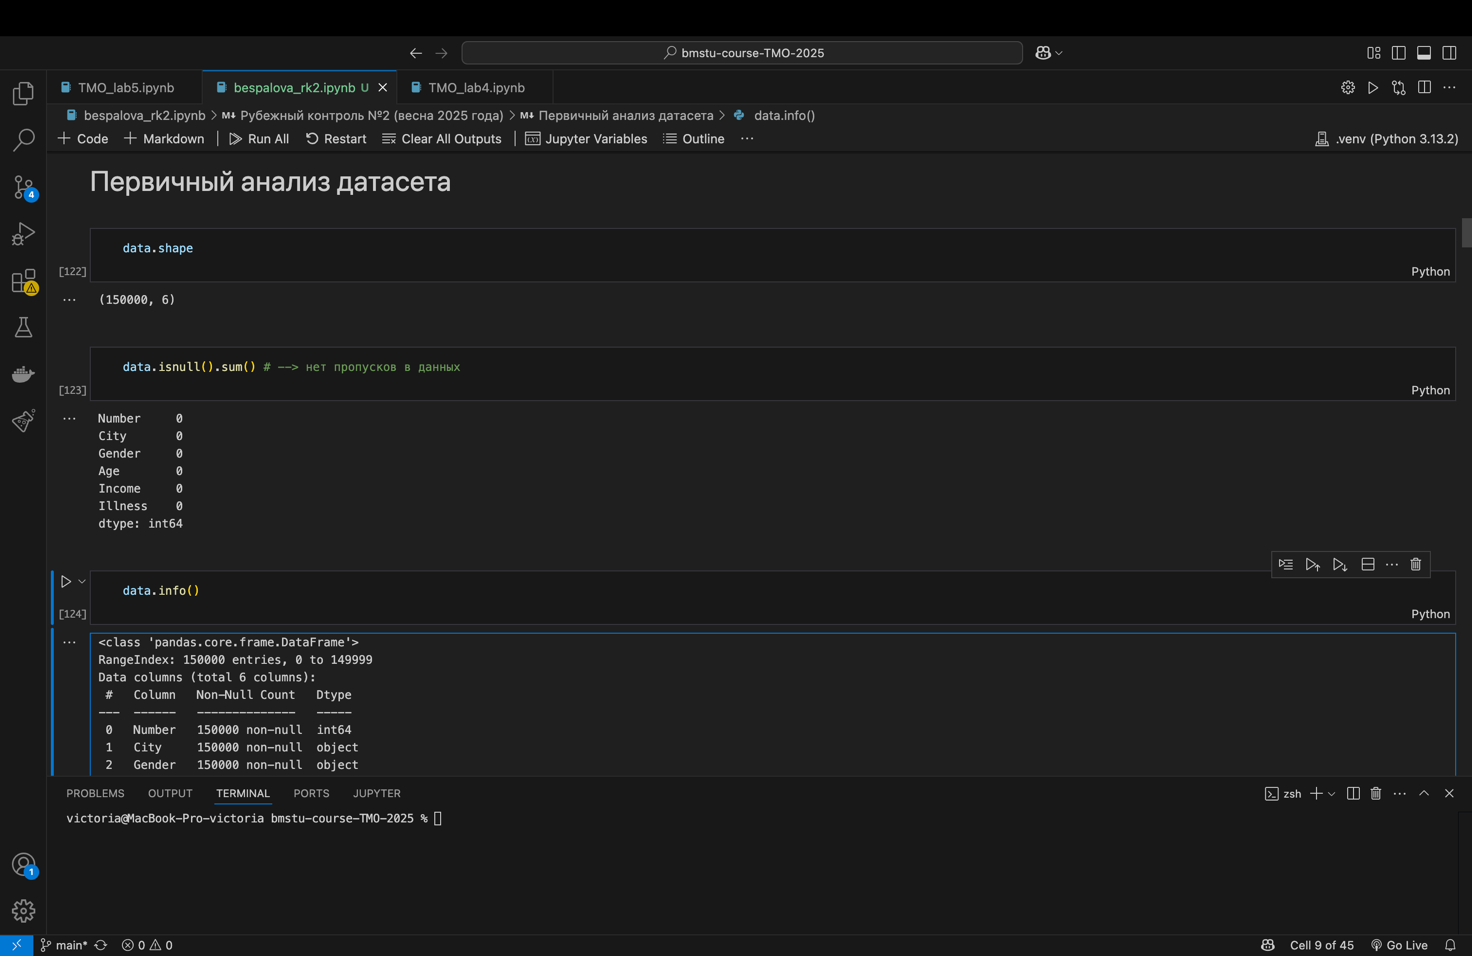 bmstu-course-TMO-2025
TMO_lab5.ipynb
bespalova_rk2.ipynb U
TMO_lab4.ipynb
bespalova_rk2.ipynb > M↓ Рубежный контроль №2 (весна 2025 года) > M↓ Первичный анализ датасета > data.info()
+ Code + Markdown Run All Restart Clear All Outputs Jupyter Variables Outline ...
.venv (Python 3.13.2)
4
Первичный анализ датасета
data.shape
[122] Python
... (150000, 6)
data.isnull().sum() # --> нет пропусков в данных
[123] Python
... Number 0
City 0
Gender 0
Age 0
Income 0
Illness 0
dtype: int64
data.info()
[124] Python
... <class 'pandas.core.frame.DataFrame'>
RangeIndex: 150000 entries, 0 to 149999
Data columns (total 6 columns):
# Column Non-Null Count Dtype
--- ------ -------------- -----
0 Number 150000 non-null int64
1 City 150000 non-null object
2 Gender 150000 non-null object
PROBLEMS OUTPUT TERMINAL PORTS JUPYTER
zsh
victoria@MacBook-Pro-victoria bmstu-course-TMO-2025 %
1
main* 0 0
Cell 9 of 45 Go Live